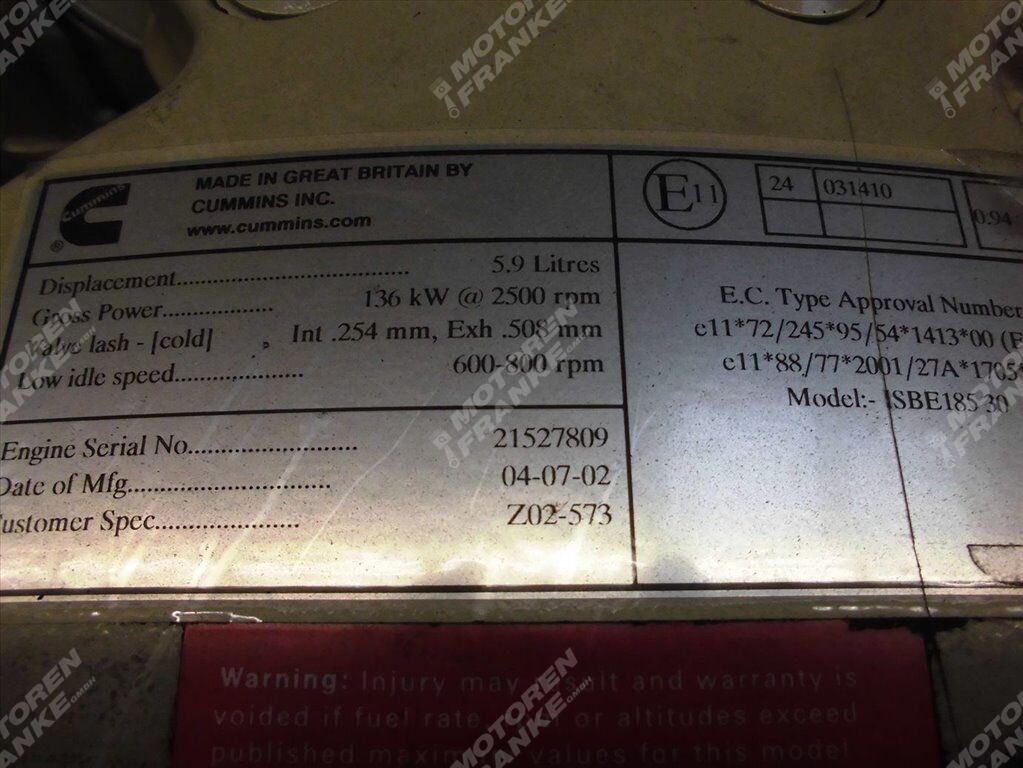 MADE IN GREAT BRITAIN BY
CUMMINS INC.
www.cummins.com
Cummins
®
E11
24 031410
0.94
Displacement.................................. 5.9 Litres
Gross Power................ 136 kW @ 2500 rpm
Valve lash - [cold] Int .254 mm, Exh .508 mm
Low idle speed................... 600-800 rpm
E.C. Type Approval Number
e11*72/245*95/54*1413*00
e11*88/77*2001/27A*1705*
Model:- ISBE185 30
Engine Serial No......................... 21527809
Date of Mfg.............................. 04-07-02
Customer Spec..................... Z02-573
Warning: Injury may result and warranty is
voided if fuel rate, or altitudes exceed
published maximum values for this model
MOTOREN
FRANKE GMBH